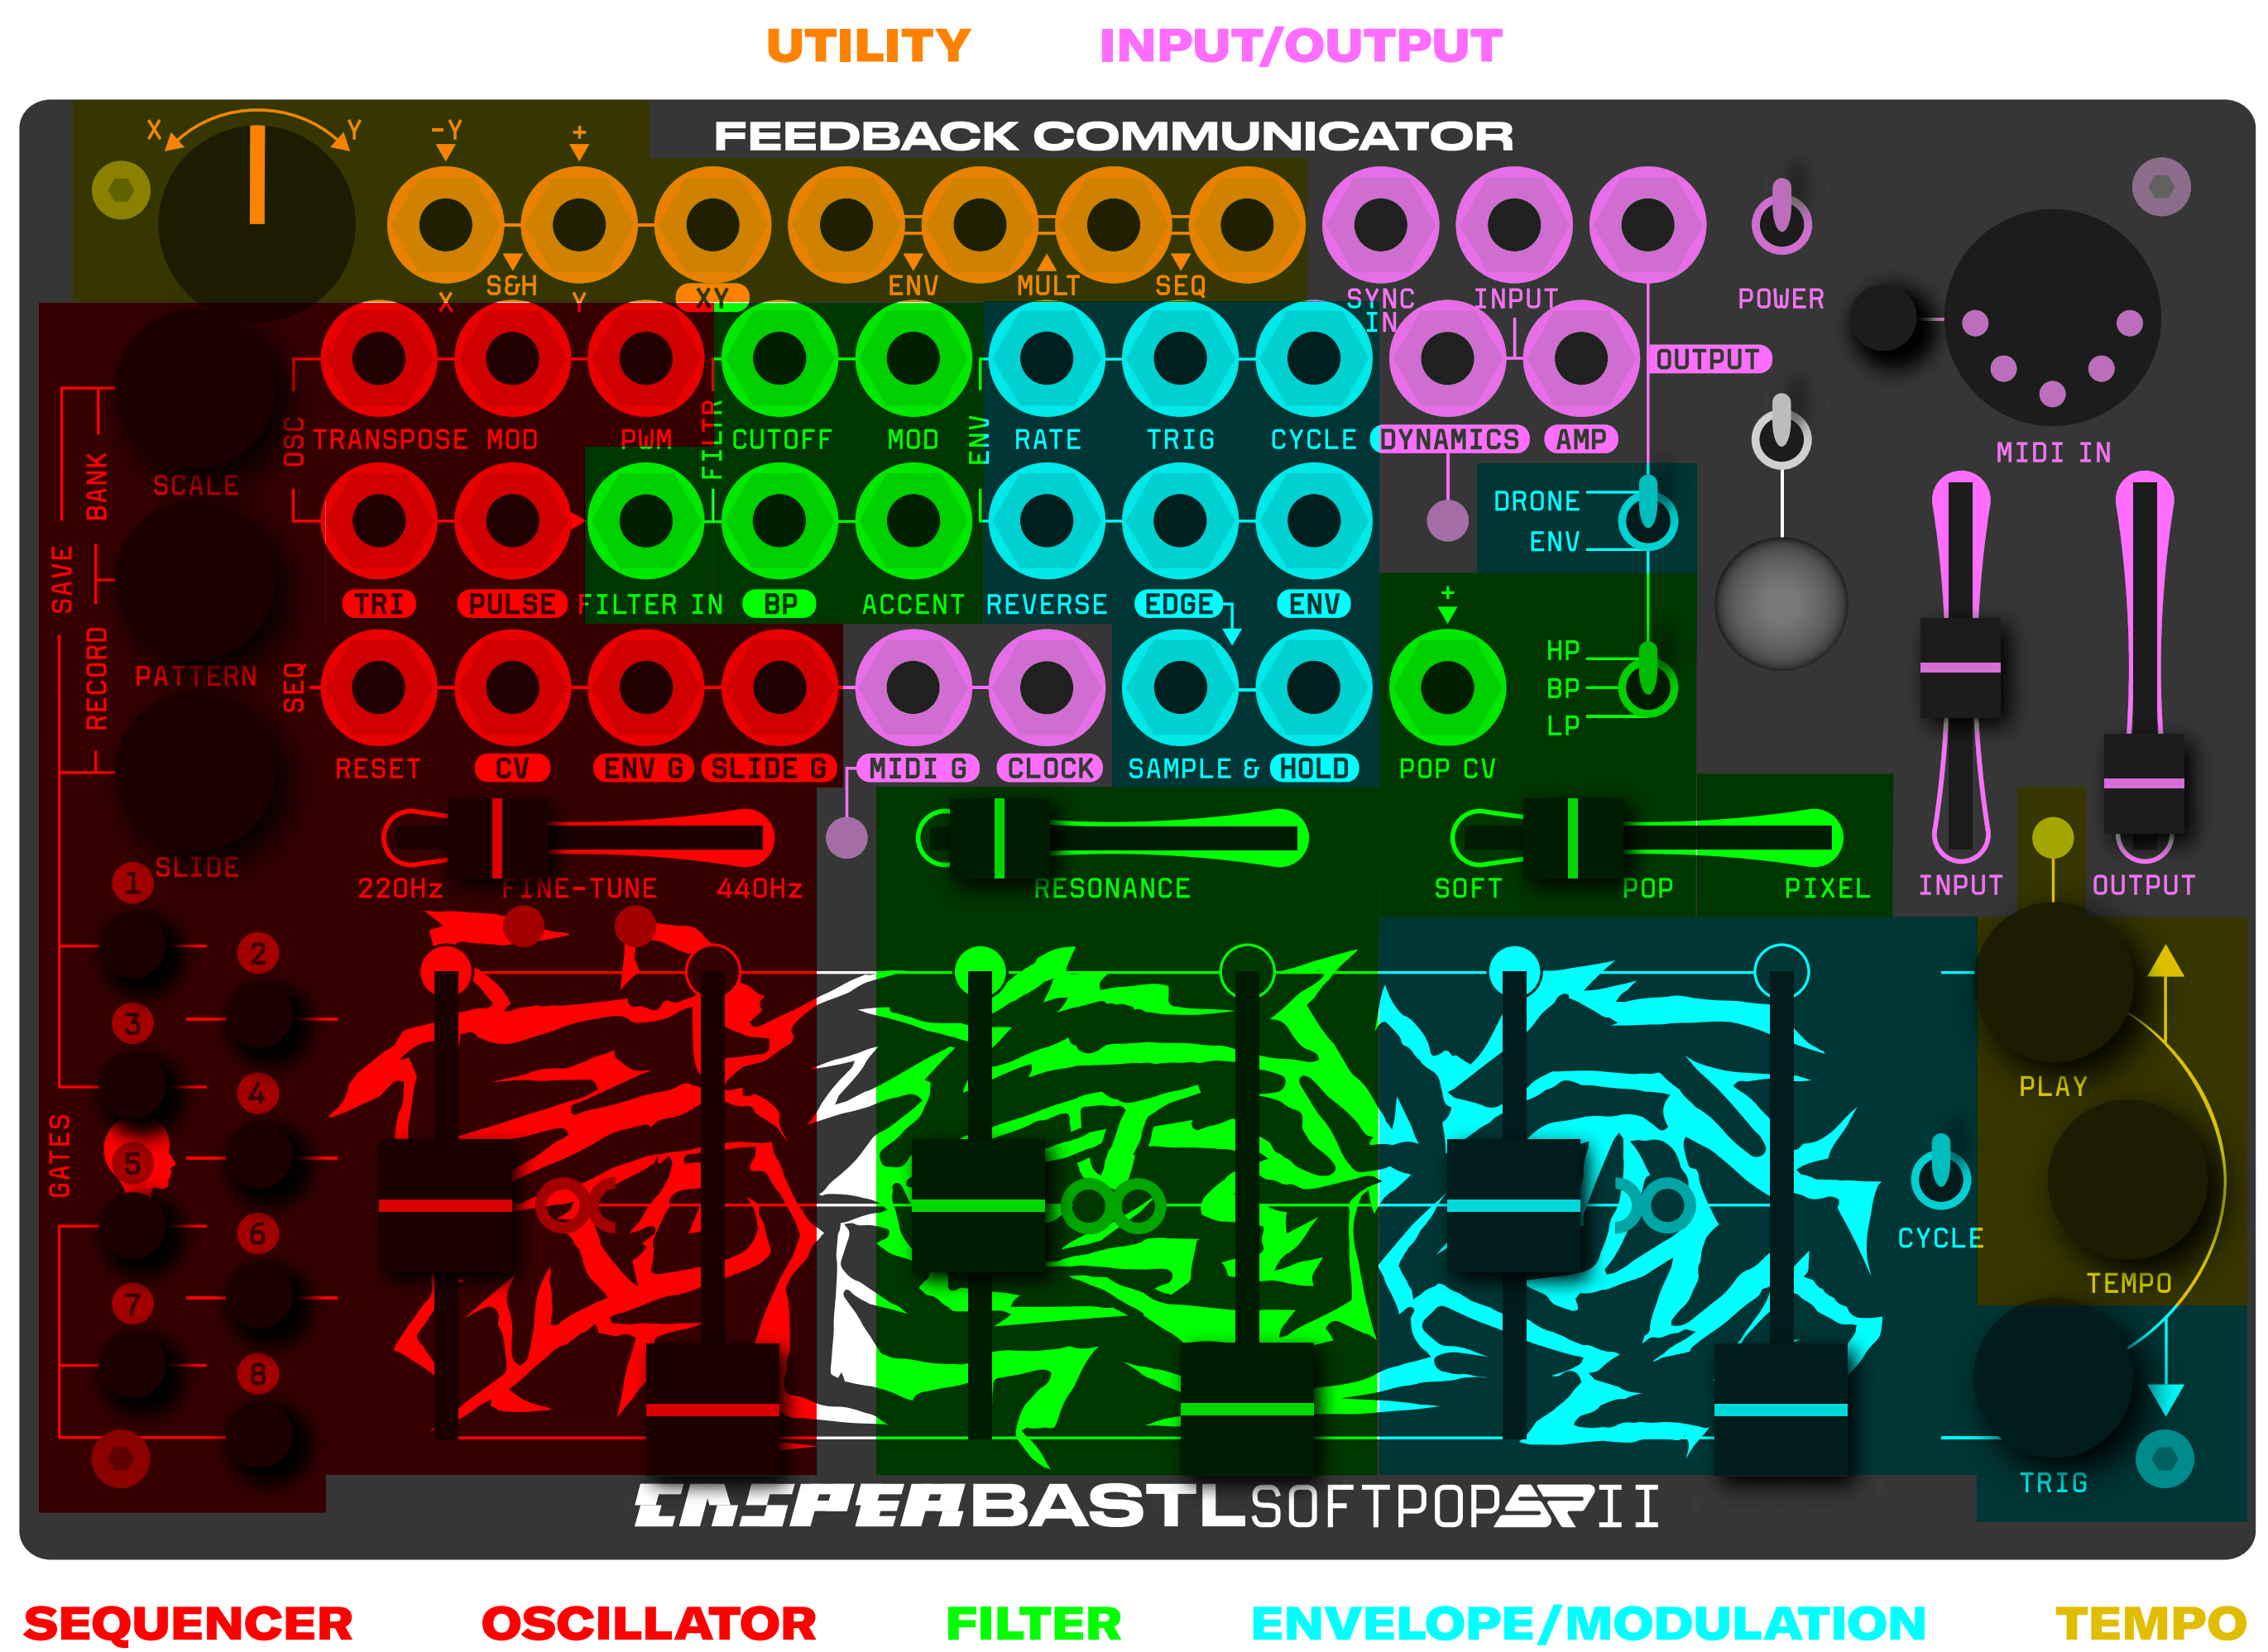 UTILITY INPUT/OUTPUT
FEEDBACK COMMUNICATOR
X Y -Y +
S&H ENV MULT SEQ
X Y XY
SYNC IN INPUT POWER
OUTPUT
OSC TRANSPOSE MOD PWM FILTR CUTOFF MOD ENV RATE TRIG CYCLE DYNAMICS AMP
MIDI IN
SCALE
BANK
SAVE
DRONE
ENV
TRI PULSE FILTER IN BP ACCENT REVERSE EDGE ENV
+
HP
BP
LP
PATTERN
RECORD
SEQ RESET CV ENV G SLIDE G MIDI G CLOCK SAMPLE & HOLD POP CV
SLIDE
220Hz FINE-TUNE 440Hz RESONANCE SOFT POP PIXEL INPUT OUTPUT
1
2
3
4
5
6
7
8
GATES
PLAY
CYCLE
TEMPO
TRIG
CASPER BASTL SOFTPOP SR II
SEQUENCER OSCILLATOR FILTER ENVELOPE/MODULATION TEMPO